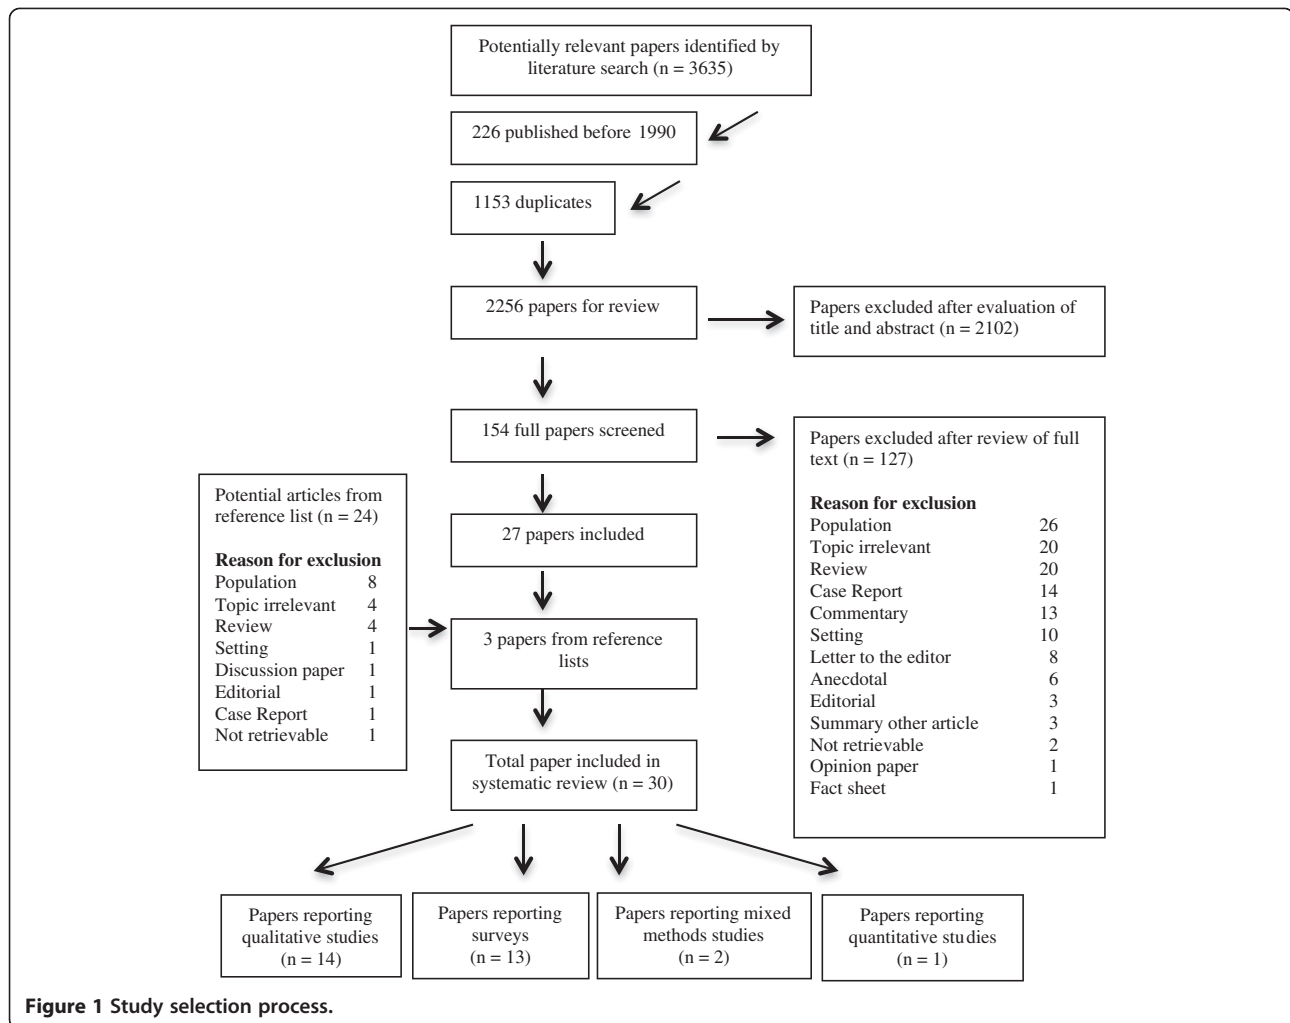 Potentially relevant papers identified by
literature search (n = 3635)
226 published before 1990
1153 duplicates
2256 papers for review
Papers excluded after evaluation of
title and abstract (n = 2102)
154 full papers screened
Papers excluded after review of full
text (n = 127)
Reason for exclusion
Population 26
Topic irrelevant 20
Review 20
Case Report 14
Commentary 13
Setting 10
Letter to the editor 8
Anecdotal 6
Editorial 3
Summary other article 3
Not retrievable 2
Opinion paper 1
Fact sheet 1
Potential articles from
reference list (n = 24)
Reason for exclusion
Population 8
Topic irrelevant 4
Review 4
Setting 1
Discussion paper 1
Editorial 1
Case Report 1
Not retrievable 1
27 papers included
3 papers from reference
lists
Total paper included in
systematic review (n = 30)
Papers reporting
qualitative studies
(n = 14)
Papers reporting
surveys
(n = 13)
Papers reporting mixed
methods studies
(n = 2)
Papers reporting
quantitative studies
(n = 1)
Figure 1 Study selection process.